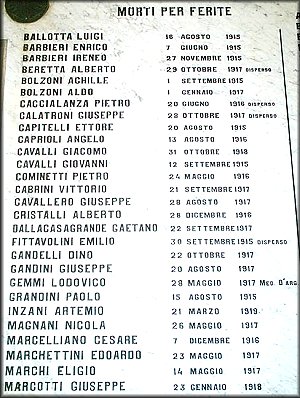 MORTI PER FERITE
BALLOTTA LUIGI 16 AGOSTO 1915
BARBIERI ENRICO 7 GIUGNO 1915
BARBIERI IRENEO 27 NOVEMBRE 1915
BERETTA ALBERTO 29 OTTOBRE 1917 DISPERSO
BOLZONI ACHILLE 1 SETTEMBRE 1915
BOLZONI ALDO 1 GENNAIO 1917
CACCIALANZA PIETRO 20 GIUGNO 1916 DISPERSO
CALATRONI GIUSEPPE 28 OTTOBRE 1917 DISPERSO
CAPITELLI ETTORE 20 AGOSTO 1915
CAPRIOLI ANGELO 13 AGOSTO 1916
CAVALLI GIACOMO 31 OTTOBRE 1918
CAVALLI GIOVANNI 12 SETTEMBRE 1915
COMINETTI PIETRO 24 MAGGIO 1916
CABRINI VITTORIO 21 SETTEMBRE 1917
CAVALLERO GIUSEPPE 28 AGOSTO 1917
CRISTALLI ALBERTO 26 DICEMBRE 1916
DALLACASAGRANDE GAETANO 22 SETTEMBRE 1917
FITTAVOLINI EMILIO 30 SETTEMBRE 1915 DISPERSO
GANDELLI DINO 22 OTTOBRE 1917
GANDINI GIUSEPPE 20 AGOSTO 1917
GEMMI LODOVICO 28 MAGGIO 1917 MED. D'ARG
GRANDINI PAOLO 15 AGOSTO 1915
INZANI ARTEMIO 21 MARZO 1919
MAGNANI NICOLA 26 MAGGIO 1917
MARCELLIANO CESARE 7 DICEMBRE 1916
MARCHETTINI EDOARDO 23 MAGGIO 1917
MARCHI ELIGIO 14 MAGGIO 1917
MARCOTTI GIUSEPPE 23 GENNAIO 1918